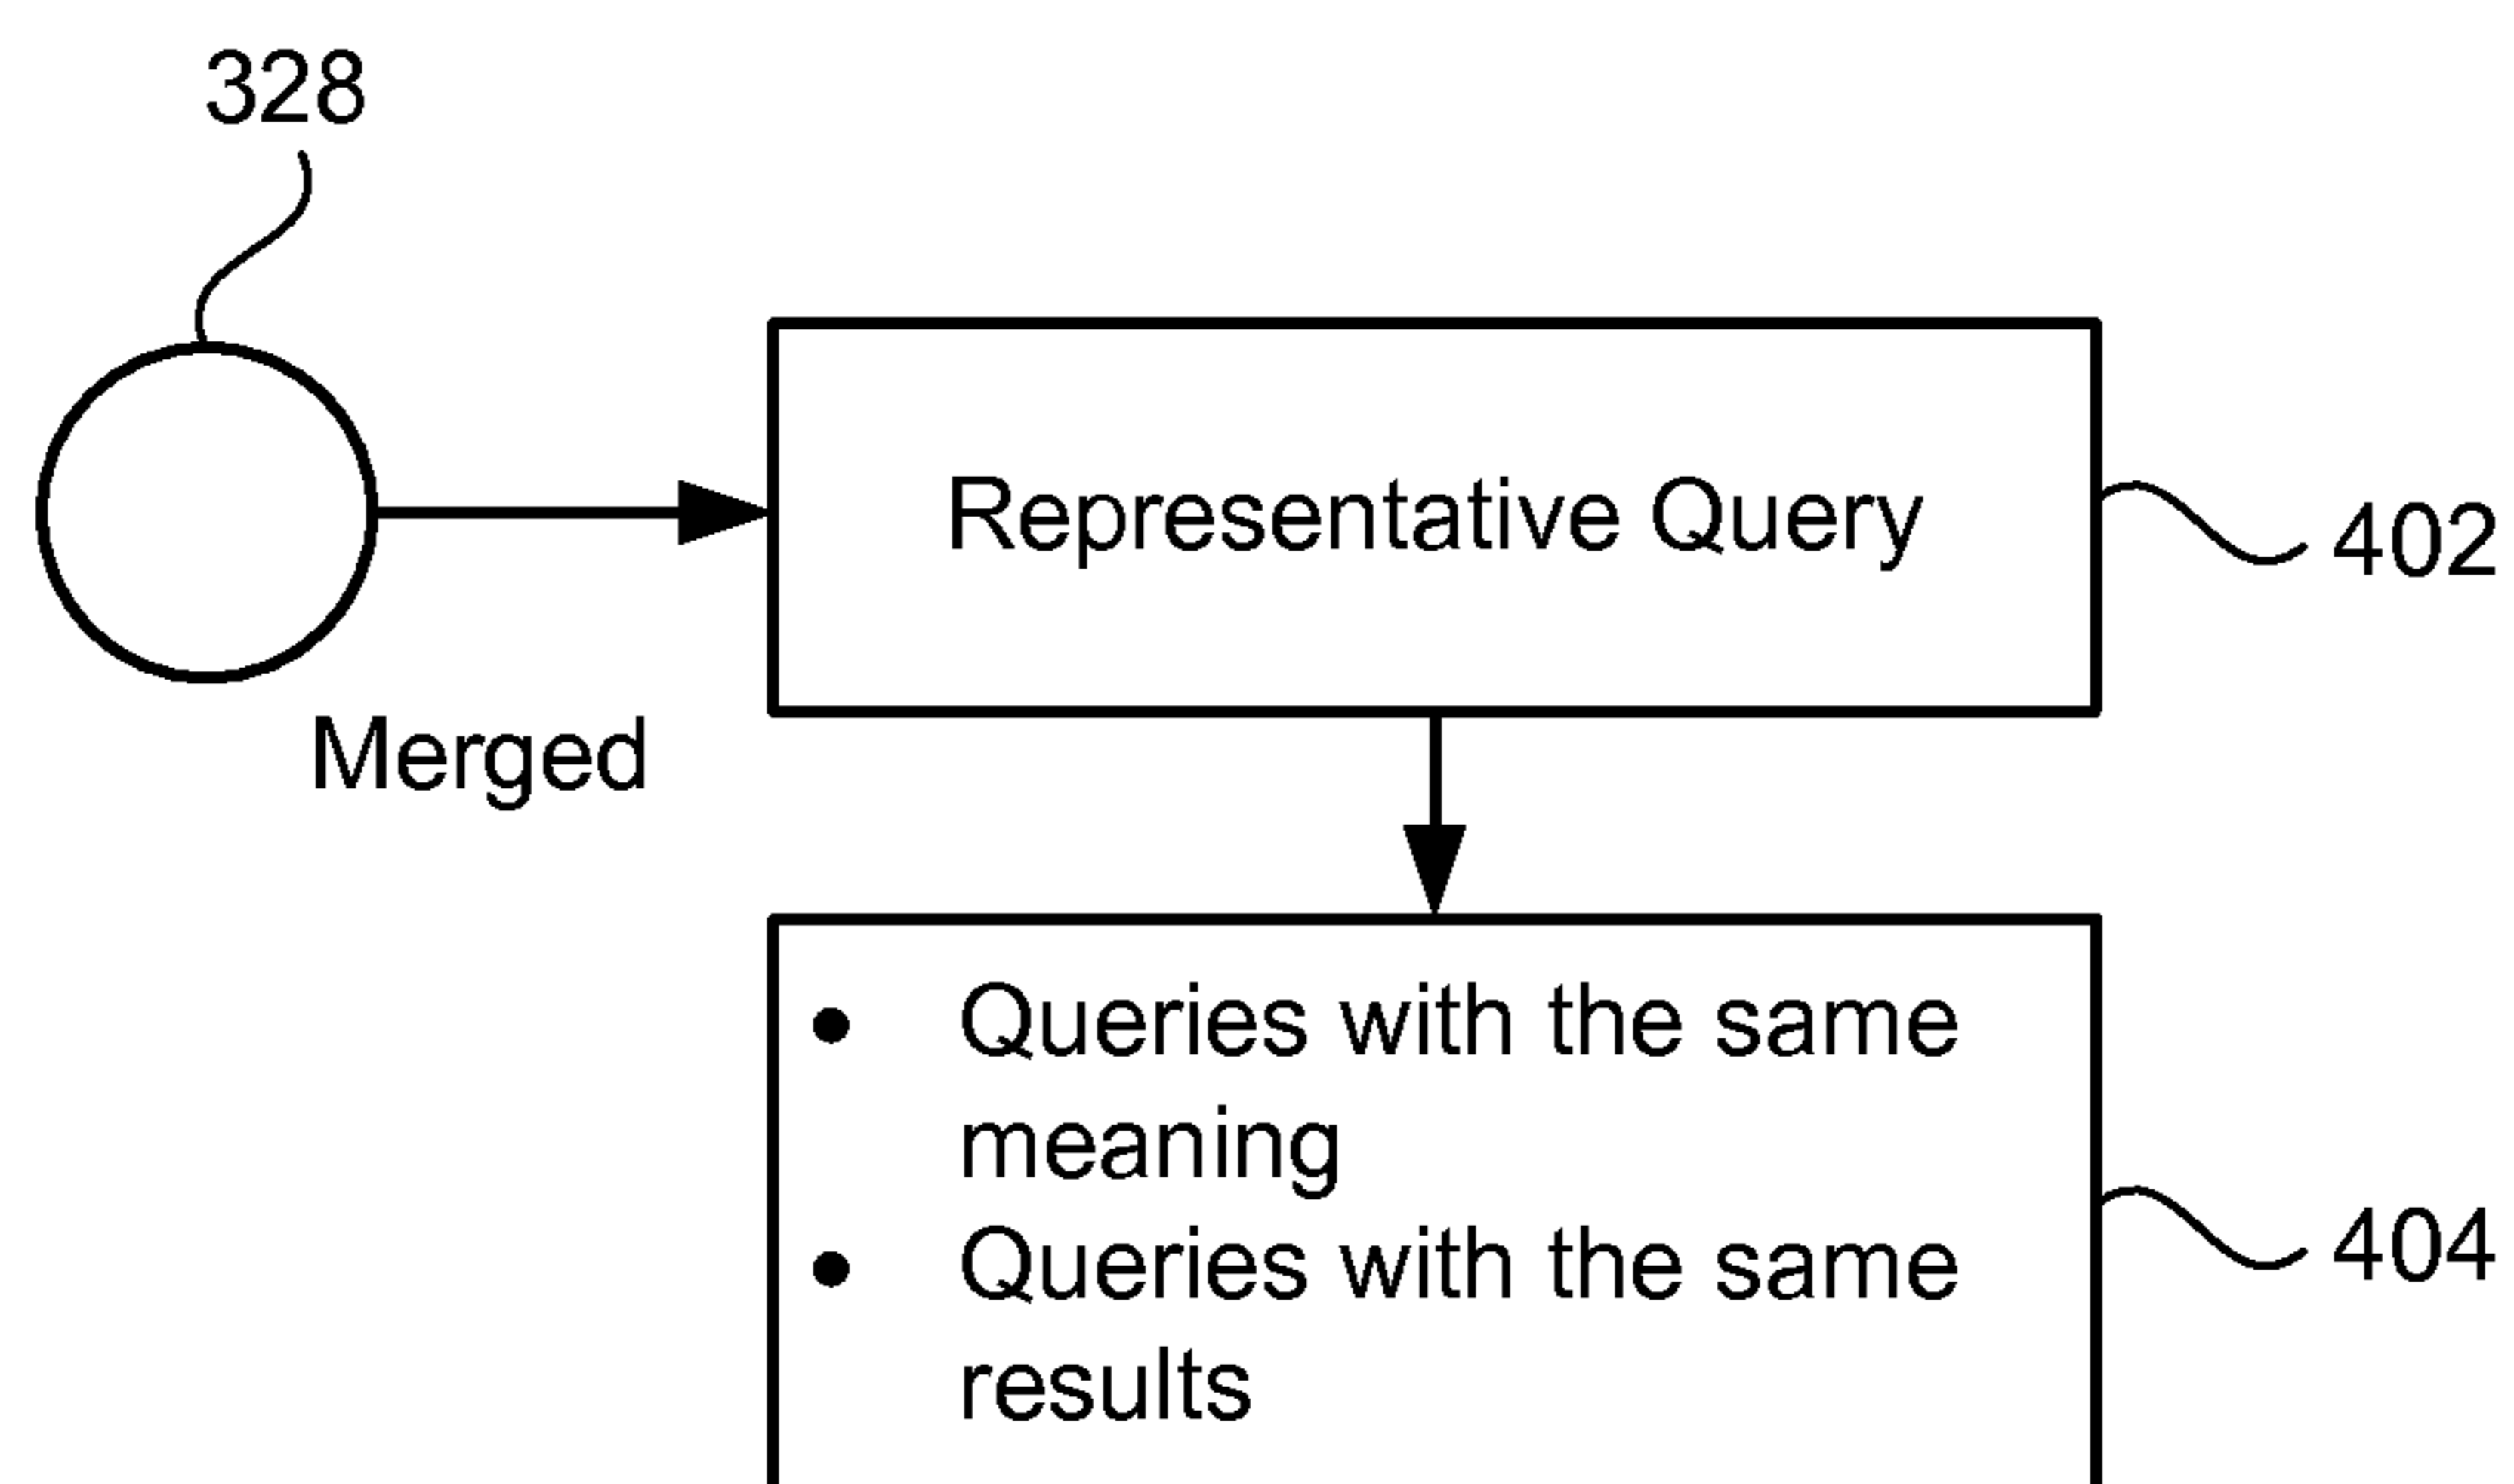 328
Representative Query
402
Merged
• Queries with the same
meaning
• Queries with the same
results
404